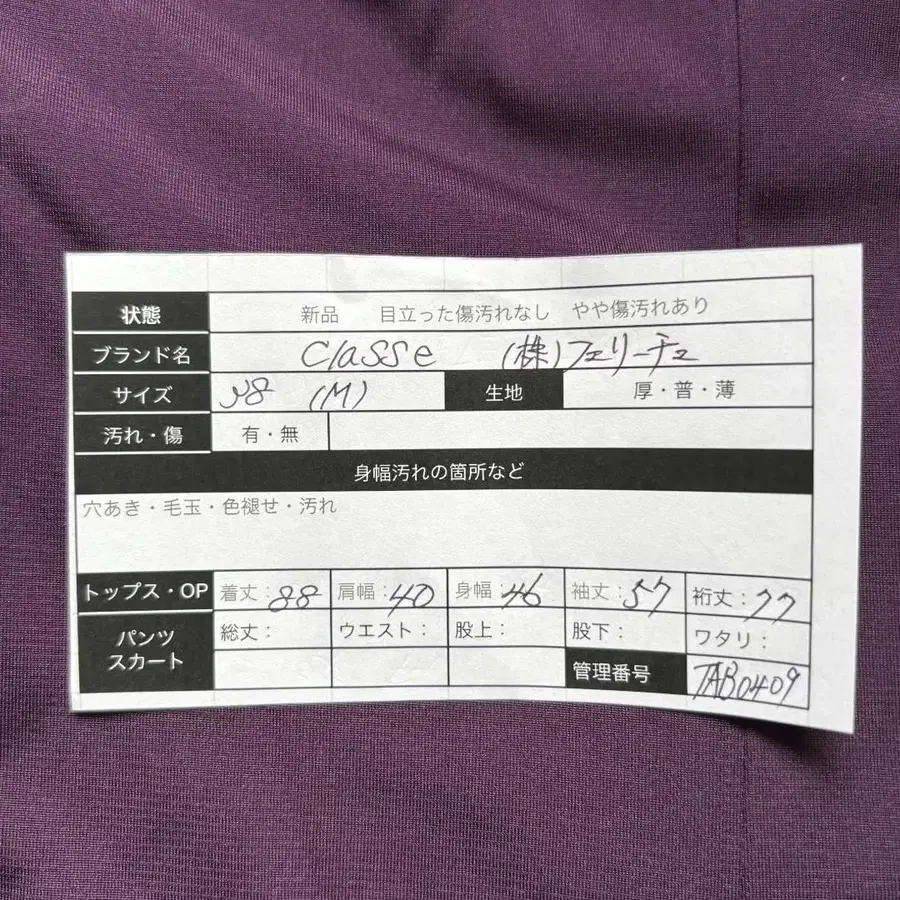 状態 新品 目立った傷汚れなし やや傷汚れあり
ブランド名 classe (株)フェリーチェ
サイズ 38 (M) 生地 厚・普・薄
汚れ・傷 有・無
身幅汚れの箇所など
穴あき・毛玉・色褪せ・汚れ
トップス・OP 着丈:88 肩幅:40 身幅:46 袖丈:57 裄丈:77
パンツ スカート 総丈: ウエスト: 股上: 股下: ワタリ:
管理番号 TAB0409